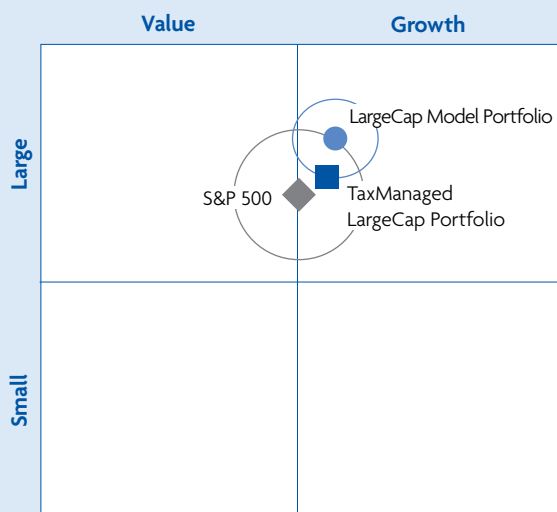 Value
Growth
Large
LargeCap Model Portfolio
S&P 500
TaxManaged
LargeCap Portfolio
Small